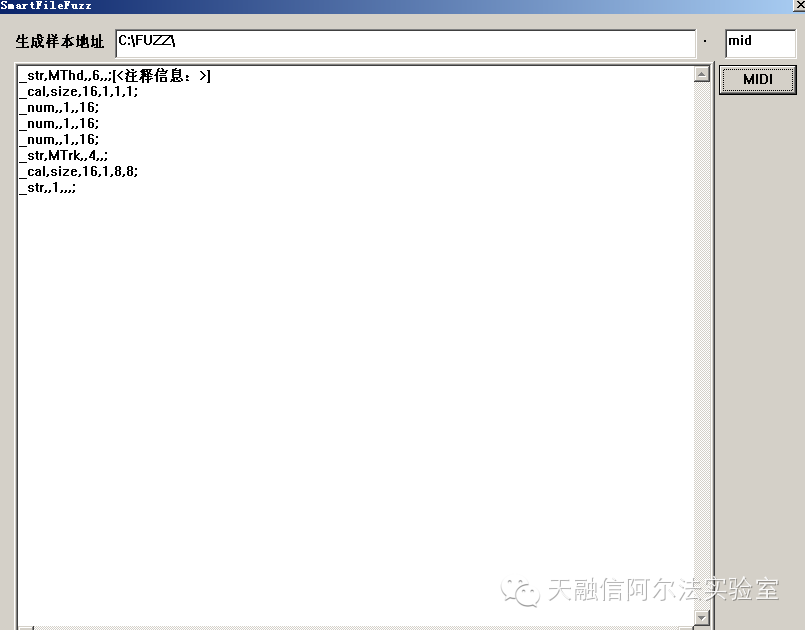 SmartFileFuzz
生成样本地址 C:\FUZZ\ . mid
_str,MThd,,6,,;[<注释信息：>]
_cal,size,16,1,1,1;
_num,,1,,16;
_num,,1,,16;
_num,,1,,16;
_str,MTrk,,4,,;
_cal,size,16,1,8,8;
_str,,1,,,;
MIDI
天融信阿尔法实验室